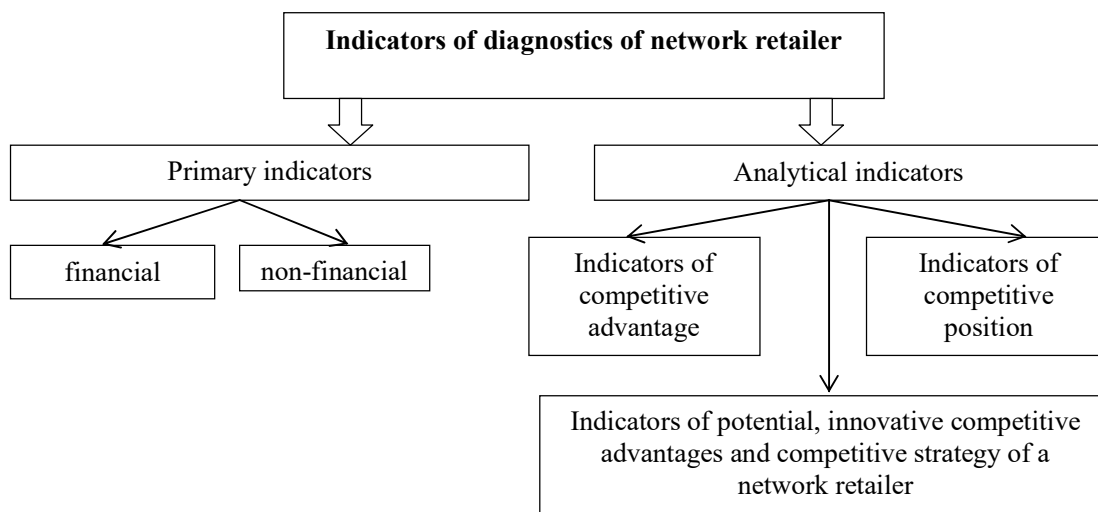 Indicators of diagnostics of network retailer
Primary indicators
Analytical indicators
financial
non-financial
Indicators of
competitive
advantage
Indicators of
competitive
position
Indicators of potential, innovative competitive
advantages and competitive strategy of a
network retailer